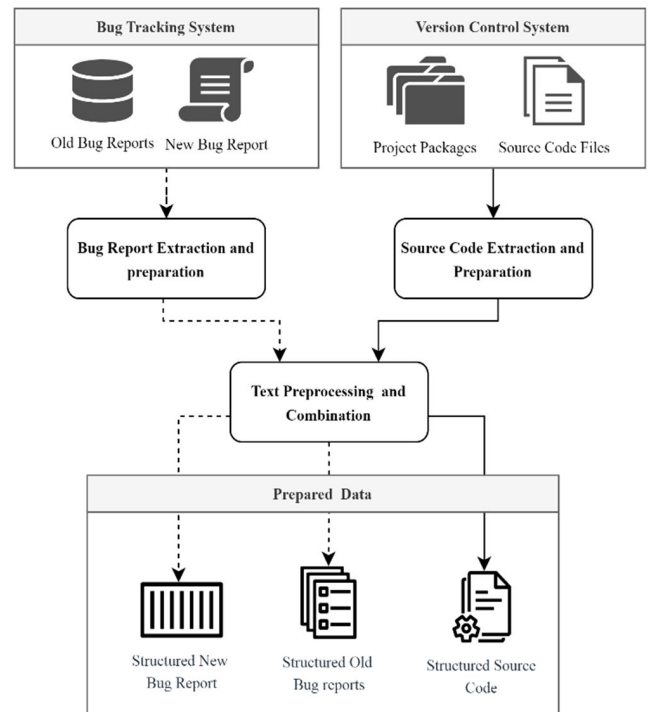 Bug Tracking System
Version Control System
Old Bug Reports
New Bug Report
Project Packages
Source Code Files
Bug Report Extraction and
preparation
Source Code Extraction and
Preparation
Text Preprocessing and
Combination
Prepared Data
Structured New
Bug Report
Structured Old
Bug reports
Structured Source
Code